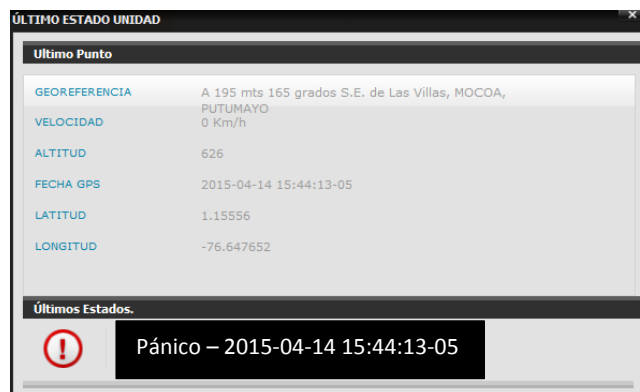 ÚLTIMO ESTADO UNIDAD
Ultimo Punto
GEOREFERENCIA A 195 mts 165 grados S.E. de Las Villas, MOCOA,
PUTUMAYO
VELOCIDAD 0 Km/h
ALTITUD 626
FECHA GPS 2015-04-14 15:44:13-05
LATITUD 1.15556
LONGITUD -76.647652
Últimos Estados.
Pánico – 2015-04-14 15:44:13-05